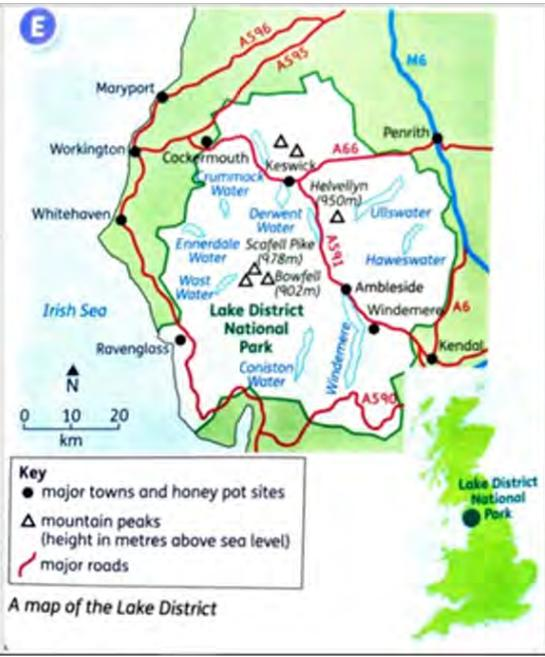 E
A596
A595
M6
Maryport
Penrith
Workington
Cockermouth
A66
Keswick
Crummock
Water
Helvellyn
(950m)
Whitehaven
Derwent
Water
Ullswater
Ennerdale
Water
Scafell Pike
(978m)
A591
Haweswater
Wast
Water
Bowfell
(902m)
Ambleside
Irish Sea
Lake District
National
Park
Windemere
A6
Ravenglass
Kendal
N
Coniston
Water
Windemere
A590
0 10 20
km
Lake District
National
Park
Key
major towns and honey pot sites
mountain peaks
(height in metres above sea level)
major roads
A map of the Lake District